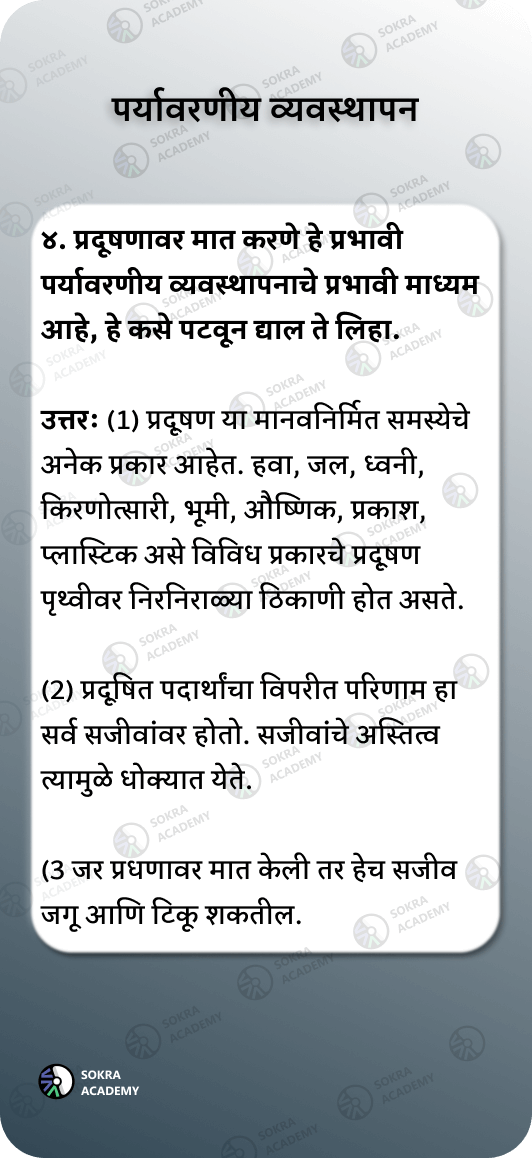 पर्यावरणीय व्यवस्थापन
४. प्रदूषणावर मात करणे हे प्रभावी
पर्यावरणीय व्यवस्थापनाचे प्रभावी माध्यम
आहे, हे कसे पटवून द्याल ते लिहा.
उत्तरः (1) प्रदूषण या मानवनिर्मित समस्येचे
अनेक प्रकार आहेत. हवा, जल, ध्वनी,
किरणोत्सारी, भूमी, औष्णिक, प्रकाश,
प्लास्टिक असे विविध प्रकारचे प्रदूषण
पृथ्वीवर निरनिराळ्या ठिकाणी होत असते.
(2) प्रदूषित पदार्थांचा विपरीत परिणाम हा
सर्व सजीवांवर होतो. सजीवांचे अस्तित्व
त्यामुळे धोक्यात येते.
(3 जर प्रधणावर मात केली तर हेच सजीव
जगू आणि टिकू शकतील.
SOKRA
ACADEMY